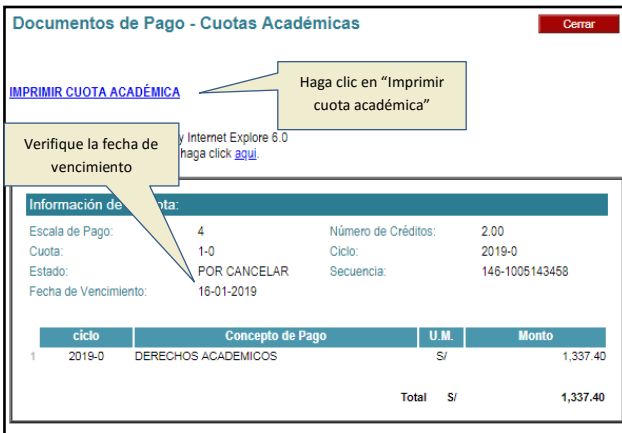 Documentos de Pago - Cuotas Académicas
Cerrar
IMPRIMIR CUOTA ACADÉMICA
Haga clic en “Imprimir
cuota académica”
Verifique la fecha de
vencimiento
y Internet Explore 6.0
haga click aqui.
Información de ota:
Escala de Pago: 4 Número de Créditos: 2.00
Cuota: 1-0 Ciclo: 2019-0
Estado: POR CANCELAR Secuencia: 146-1005143458
Fecha de Vencimiento: 16-01-2019
ciclo Concepto de Pago U.M. Monto
1 2019-0 DERECHOS ACADEMICOS S/ 1,337.40
Total S/ 1,337.40